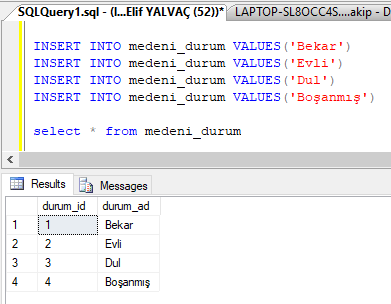 SQLQuery1.sql - (l...Elif YALVAÇ (52))* LAPTOP-SL8OCC4S....akip - D
INSERT INTO medeni_durum VALUES('Bekar')
INSERT INTO medeni_durum VALUES('Evli')
INSERT INTO medeni_durum VALUES('Dul')
INSERT INTO medeni_durum VALUES('Boşanmış')
select * from medeni_durum
Results Messages
durum_id durum_ad
1 1 Bekar
2 2 Evli
3 3 Dul
4 4 Boşanmış